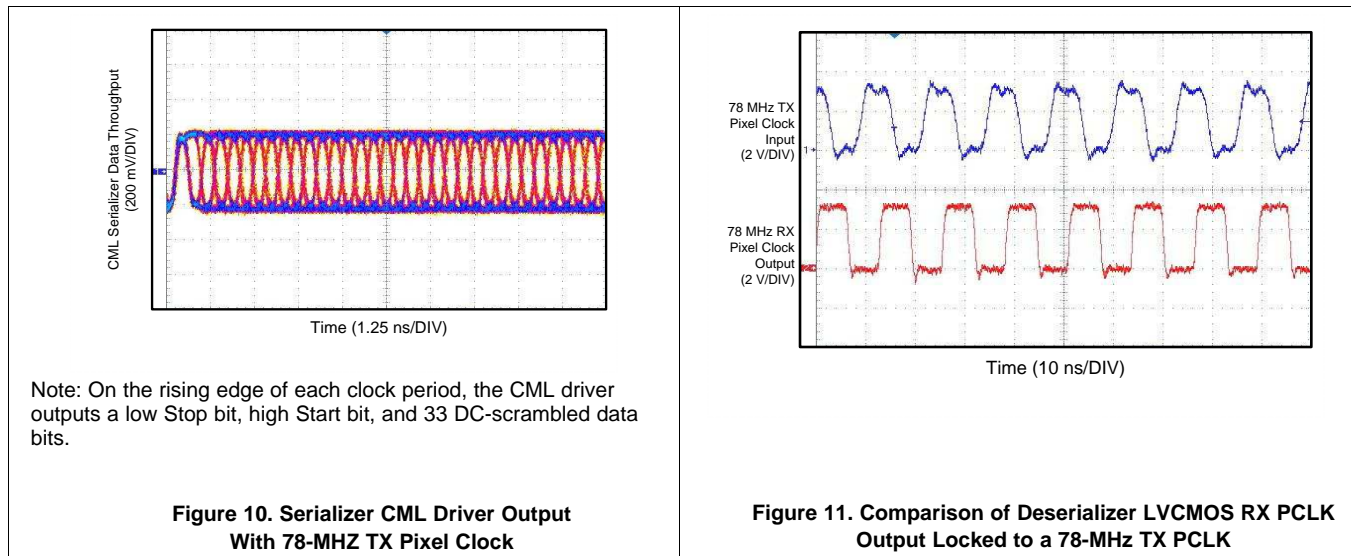 CML Serializer Data Throughput
(200 mV/DIV)
Time (1.25 ns/DIV)
Note: On the rising edge of each clock period, the CML driver
outputs a low Stop bit, high Start bit, and 33 DC-scrambled data
bits.
Figure 10. Serializer CML Driver Output
With 78-MHZ TX Pixel Clock
78 MHz TX
Pixel Clock
Input
(2 V/DIV)
78 MHz RX
Pixel Clock
Output
(2 V/DIV)
Time (10 ns/DIV)
Figure 11. Comparison of Deserializer LVCMOS RX PCLK
Output Locked to a 78-MHz TX PCLK